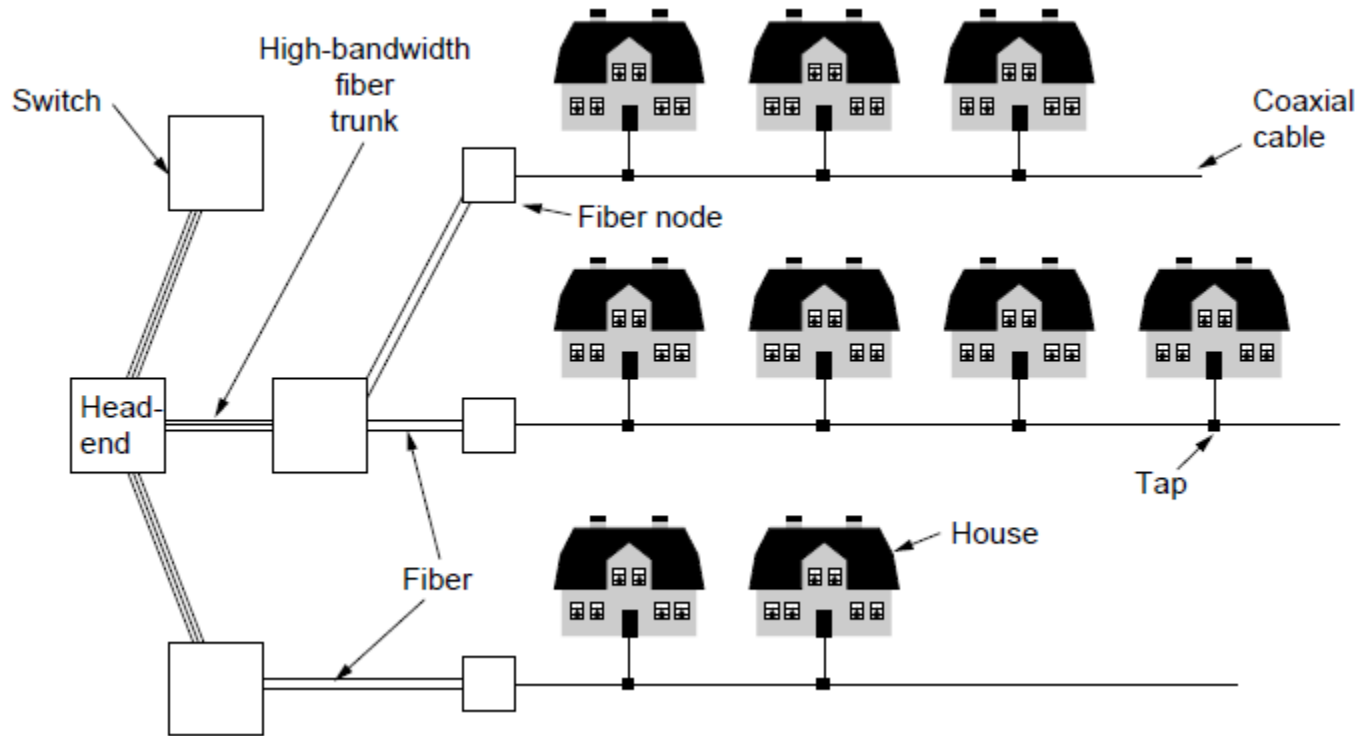 High-bandwidth
fiber
trunk
Switch
Coaxial
cable
Fiber node
Head-
end
Tap
House
Fiber